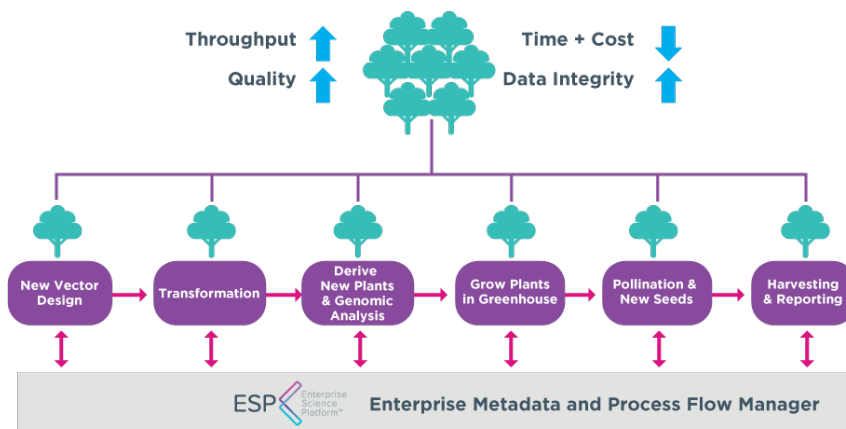 Throughput
Time + Cost
Quality
Data Integrity
New Vector
Design
Transformation
Derive
New Plants
& Genomic
Analysis
Grow Plants
in Greenhouse
Pollination &
New Seeds
Harvesting
& Reporting
ESP
Enterprise
Science
Platform™
Enterprise Metadata and Process Flow Manager